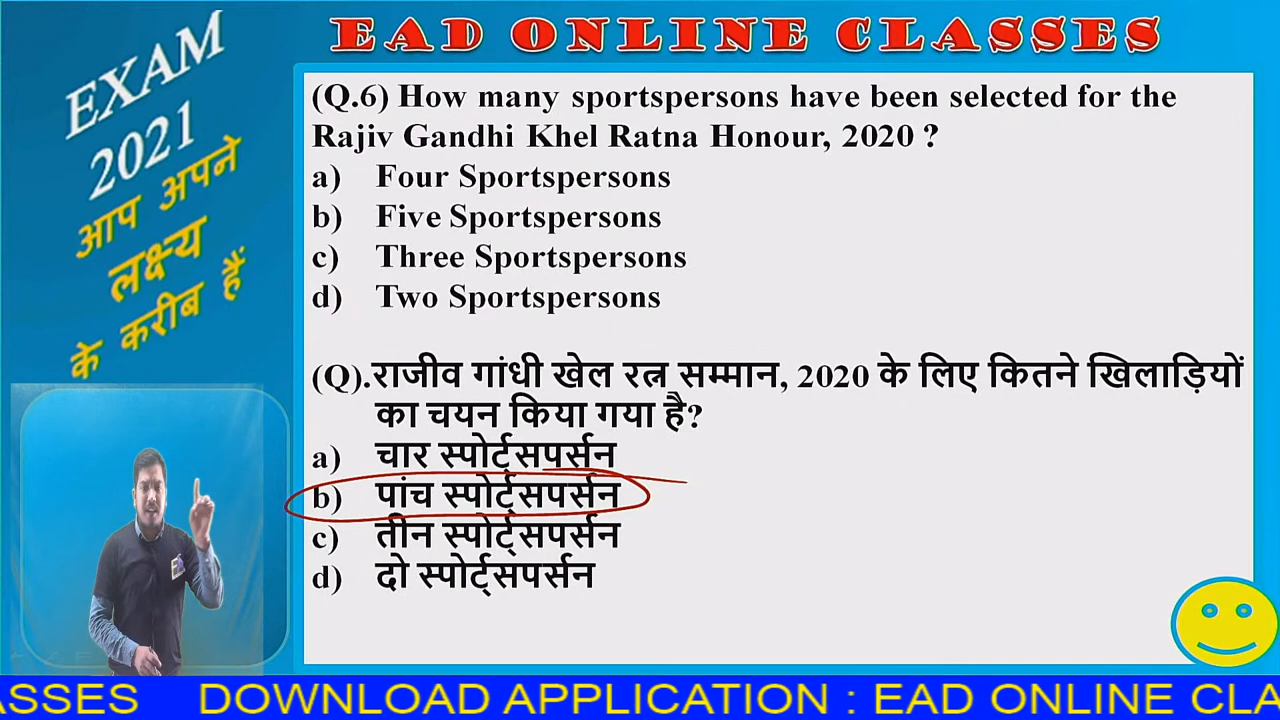 EAD ONLINE CLASSES
EXAM
2021
आप अपने
लक्ष्य
के करीब हैं
(Q.6) How many sportspersons have been selected for the
Rajiv Gandhi Khel Ratna Honour, 2020 ?
a) Four Sportspersons
b) Five Sportspersons
c) Three Sportspersons
d) Two Sportspersons
(Q).राजीव गांधी खेल रत्न सम्मान, 2020 के लिए कितने खिलाड़ियों
का चयन किया गया है?
a) चार स्पोर्ट्सपर्सन
b) पांच स्पोर्ट्सपर्सन
c) तीन स्पोर्ट्सपर्सन
d) दो स्पोर्ट्सपर्सन
ASSES DOWNLOAD APPLICATION : EAD ONLINE CLA